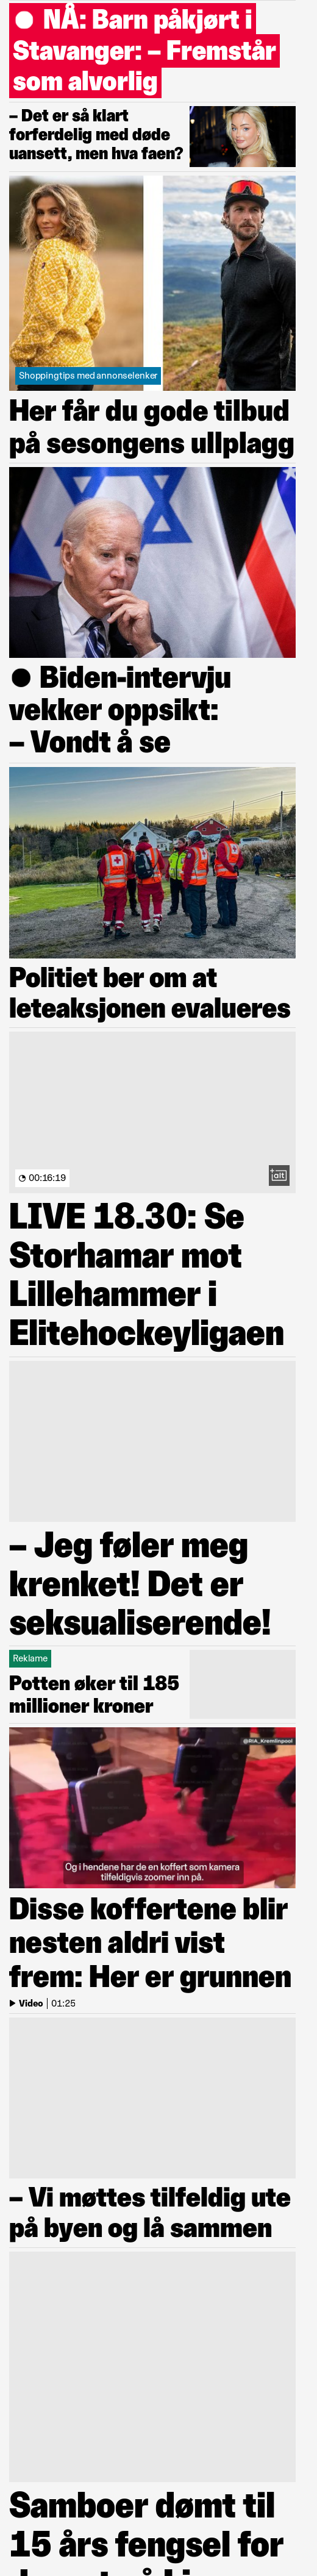 ● NÅ: Barn påkjørt i
Stavanger: – Fremstår
som alvorlig
– Det er så klart
forferdelig med døde
uansett, men hva faen?
Shoppingtips med annonselenker
Her får du gode tilbud
på sesongens ullplagg
● Biden-intervju
vekker oppsikt:
– Vondt å se
Politiet ber om at
leteaksjonen evalueres
00:16:19
+alt
LIVE 18.30: Se
Storhamar mot
Lillehammer i
Elitehockeyligaen
– Jeg føler meg
krenket! Det er
seksualiserende!
Reklame
Potten øker til 185
millioner kroner
@RIA_Kremlinpool
Og i hendene har de en koffert som kamera
tilfeldigvis zoomer inn på.
Disse koffertene blir
nesten aldri vist
frem: Her er grunnen
Video | 01:25
– Vi møttes tilfeldig ute
på byen og lå sammen
Samboer dømt til
15 års fengsel for